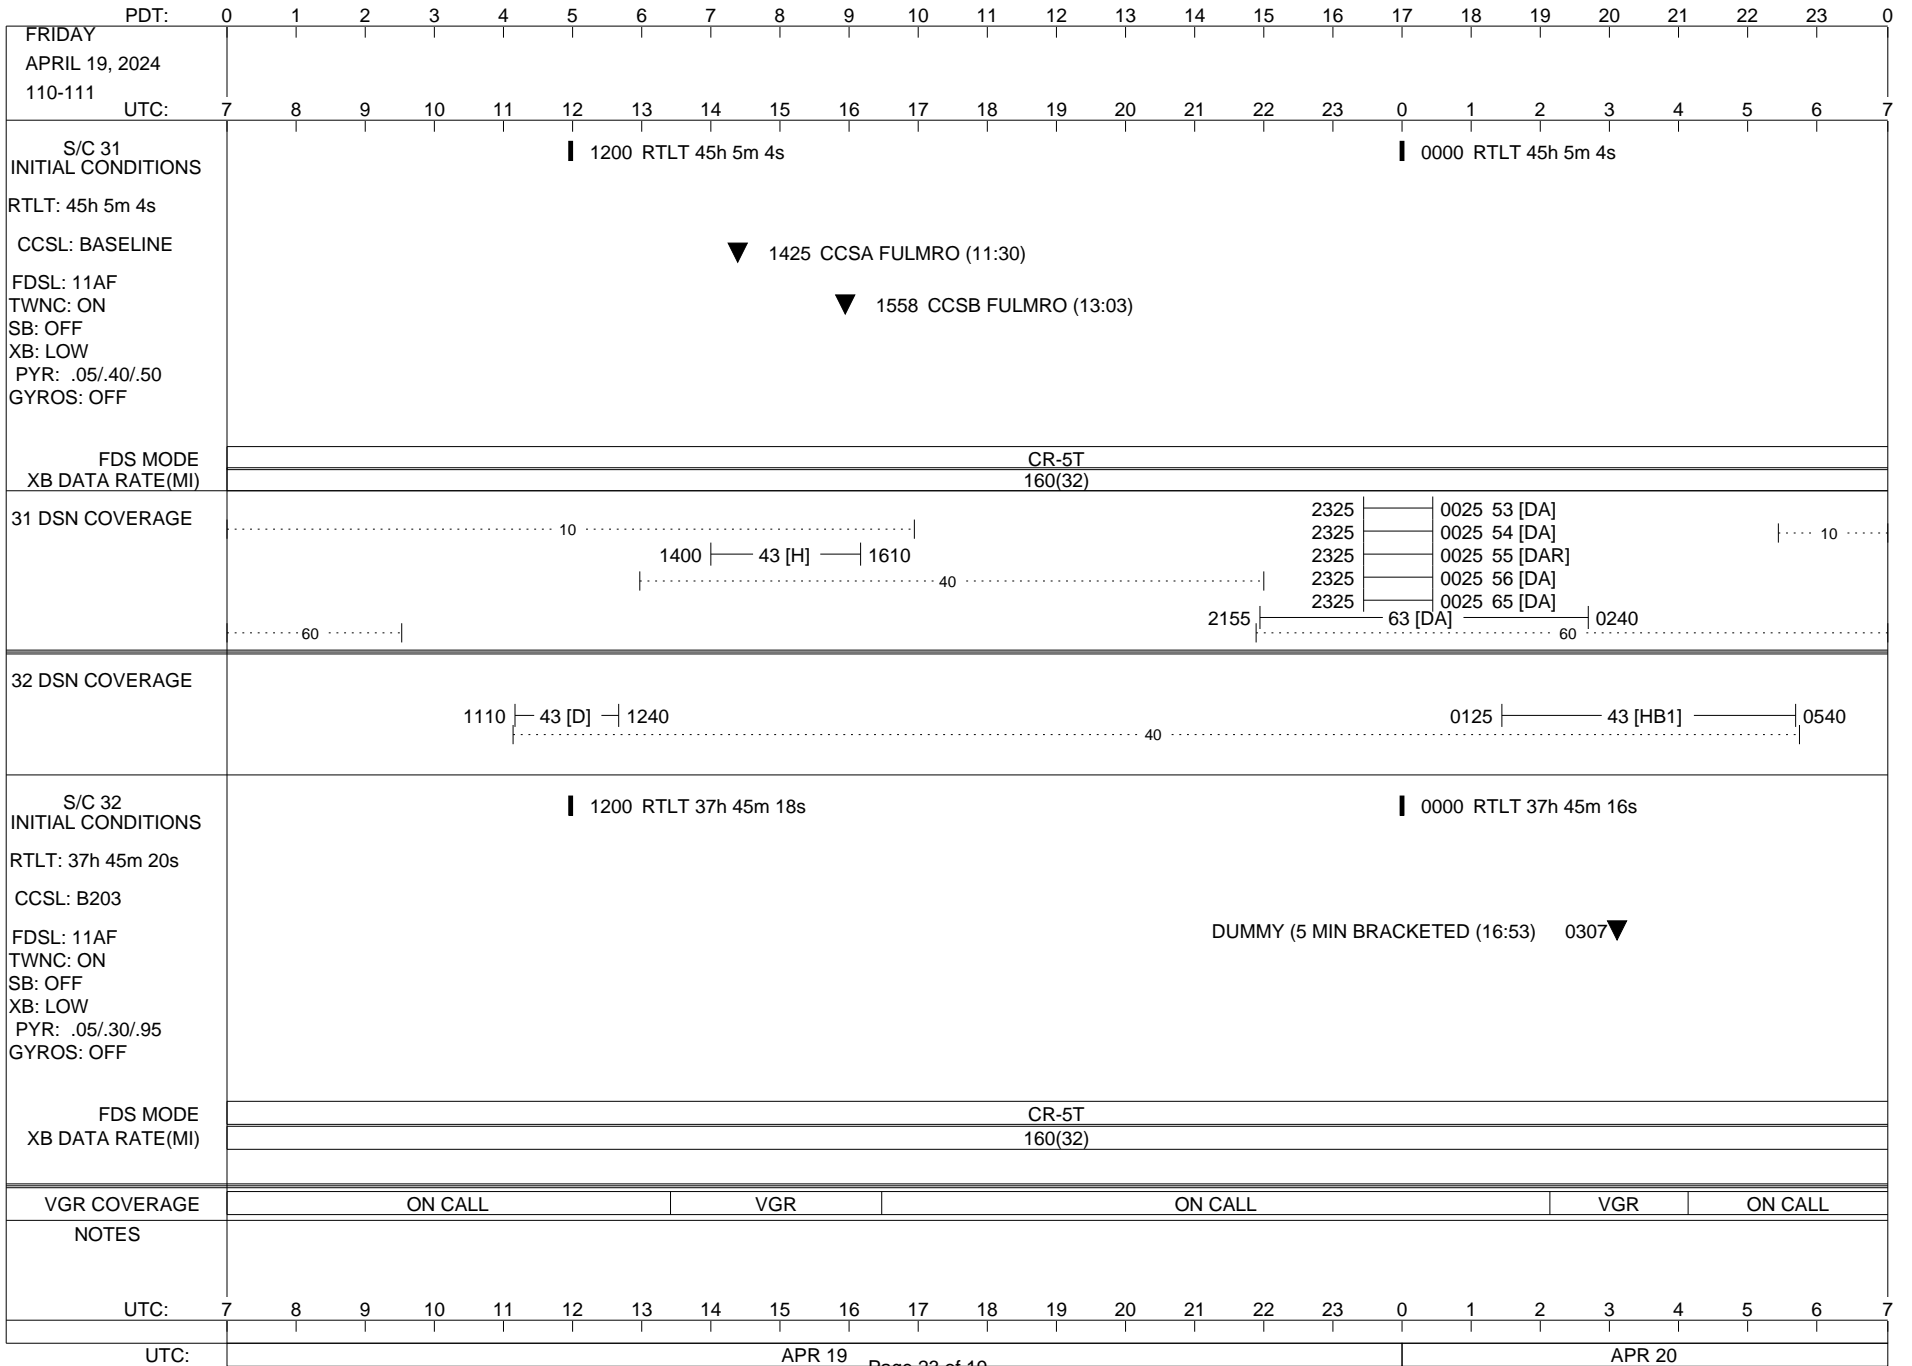 PDT: 0 1 2 3 4 5 6 7 8 9 10 11 12 13 14 15 16 17 18 19 20 21 22 23 0
FRIDAY
APRIL 19, 2024
110-111
UTC: 7 8 9 10 11 12 13 14 15 16 17 18 19 20 21 22 23 0 1 2 3 4 5 6 7
S/C 31
INITIAL CONDITIONS
1200 RTLT 45h 5m 4s 0000 RTLT 45h 5m 4s
RTLT: 45h 5m 4s
CCSL: BASELINE
1425 CCSA FULMRO (11:30)
FDSL: 11AF
TWNC: ON
1558 CCSB FULMRO (13:03)
SB: OFF
XB: LOW
PYR: .05/.40/.50
GYROS: OFF
FDS MODE CR-5T
XB DATA RATE(MI) 160(32)
31 DSN COVERAGE
2325 0025 53 [DA]
10 2325 0025 54 [DA] 10
1400 43 [H] 1610 2325 0025 55 [DAR]
40 2325 0025 56 [DA]
2325 0025 65 [DA]
2155 63 [DA] 0240
60 60
32 DSN COVERAGE
1110 43 [D] 1240 0125 43 [HB1] 0540
40
S/C 32
INITIAL CONDITIONS
1200 RTLT 37h 45m 18s 0000 RTLT 37h 45m 16s
RTLT: 37h 45m 20s
CCSL: B203
DUMMY (5 MIN BRACKETED (16:53) 0307
FDSL: 11AF
TWNC: ON
SB: OFF
XB: LOW
PYR: .05/.30/.95
GYROS: OFF
FDS MODE CR-5T
XB DATA RATE(MI) 160(32)
VGR COVERAGE ON CALL VGR ON CALL VGR ON CALL
NOTES
UTC: 7 8 9 10 11 12 13 14 15 16 17 18 19 20 21 22 23 0 1 2 3 4 5 6 7
UTC: APR 19 APR 20
Page 23 of 10